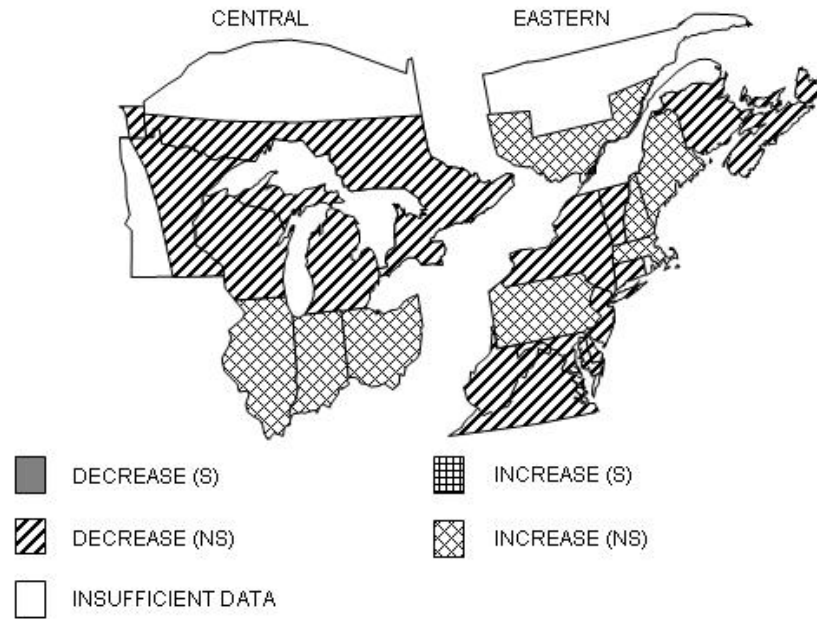 CENTRAL EASTERN
DECREASE (S) INCREASE (S)
DECREASE (NS) INCREASE (NS)
INSUFFICIENT DATA